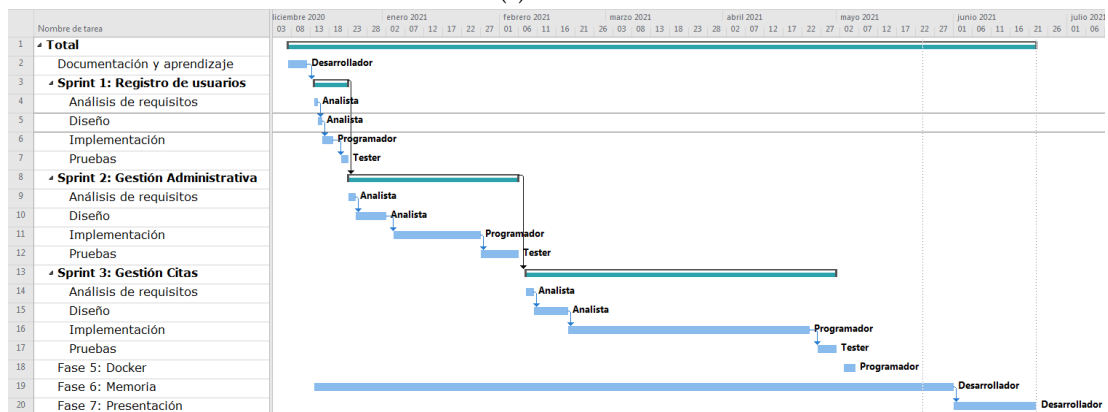 liciembre 2020 enero 2021 febrero 2021 marzo 2021 abril 2021 mayo 2021 junio 2021 julio 202
Nombre de tarea 03 08 13 18 23 28 02 07 12 17 22 27 01 06 11 16 21 26 03 08 13 18 23 28 02 07 12 17 22 27 02 07 12 17 22 27 01 06 11 16 21 26 01 06
1 Total
2 Documentación y aprendizaje Desarrollador
3 Sprint 1: Registro de usuarios
4 Análisis de requisitos Analista
5 Diseño Analista
6 Implementación Programador
7 Pruebas Tester
8 Sprint 2: Gestión Administrativa
9 Análisis de requisitos Analista
10 Diseño Analista
11 Implementación Programador
12 Pruebas Tester
13 Sprint 3: Gestión Citas
14 Análisis de requisitos Analista
15 Diseño Analista
16 Implementación Programador
17 Pruebas Tester
18 Fase 5: Docker Programador
19 Fase 6: Memoria Desarrollador
20 Fase 7: Presentación Desarrollador